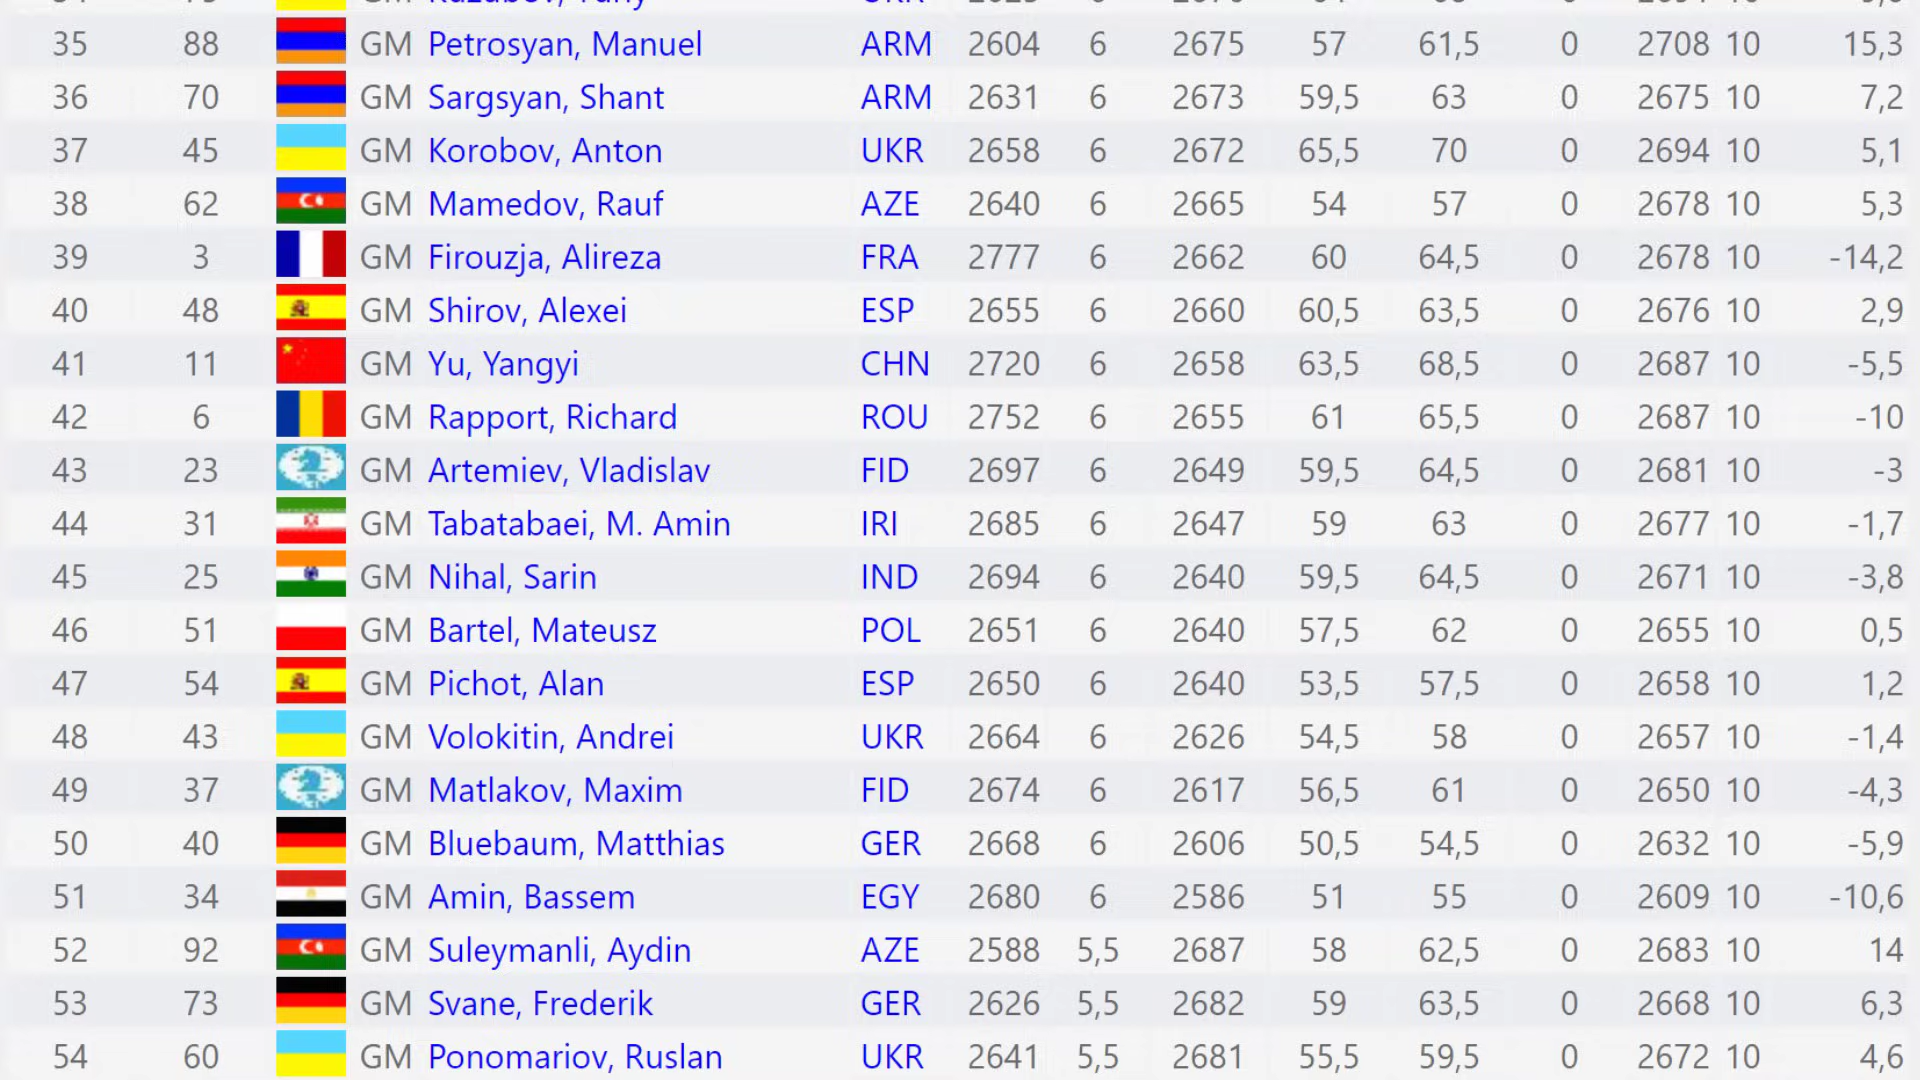 35 88 GM Petrosyan, Manuel ARM 2604 6 2675 57 61,5 0 2708 10 15,3
36 70 GM Sargsyan, Shant ARM 2631 6 2673 59,5 63 0 2675 10 7,2
37 45 GM Korobov, Anton UKR 2658 6 2672 65,5 70 0 2694 10 5,1
38 62 GM Mamedov, Rauf AZE 2640 6 2665 54 57 0 2678 10 5,3
39 3 GM Firouzja, Alireza FRA 2777 6 2662 60 64,5 0 2678 10 -14,2
40 48 GM Shirov, Alexei ESP 2655 6 2660 60,5 63,5 0 2676 10 2,9
41 11 GM Yu, Yangyi CHN 2720 6 2658 63,5 68,5 0 2687 10 -5,5
42 6 GM Rapport, Richard ROU 2752 6 2655 61 65,5 0 2687 10 -10
43 23 GM Artemiev, Vladislav FID 2697 6 2649 59,5 64,5 0 2681 10 -3
44 31 GM Tabatabaei, M. Amin IRI 2685 6 2647 59 63 0 2677 10 -1,7
45 25 GM Nihal, Sarin IND 2694 6 2640 59,5 64,5 0 2671 10 -3,8
46 51 GM Bartel, Mateusz POL 2651 6 2640 57,5 62 0 2655 10 0,5
47 54 GM Pichot, Alan ESP 2650 6 2640 53,5 57,5 0 2658 10 1,2
48 43 GM Volokitin, Andrei UKR 2664 6 2626 54,5 58 0 2657 10 -1,4
49 37 GM Matlakov, Maxim FID 2674 6 2617 56,5 61 0 2650 10 -4,3
50 40 GM Bluebaum, Matthias GER 2668 6 2606 50,5 54,5 0 2632 10 -5,9
51 34 GM Amin, Bassem EGY 2680 6 2586 51 55 0 2609 10 -10,6
52 92 GM Suleymanli, Aydin AZE 2588 5,5 2687 58 62,5 0 2683 10 14
53 73 GM Svane, Frederik GER 2626 5,5 2682 59 63,5 0 2668 10 6,3
54 60 GM Ponomariov, Ruslan UKR 2641 5,5 2681 55,5 59,5 0 2672 10 4,6